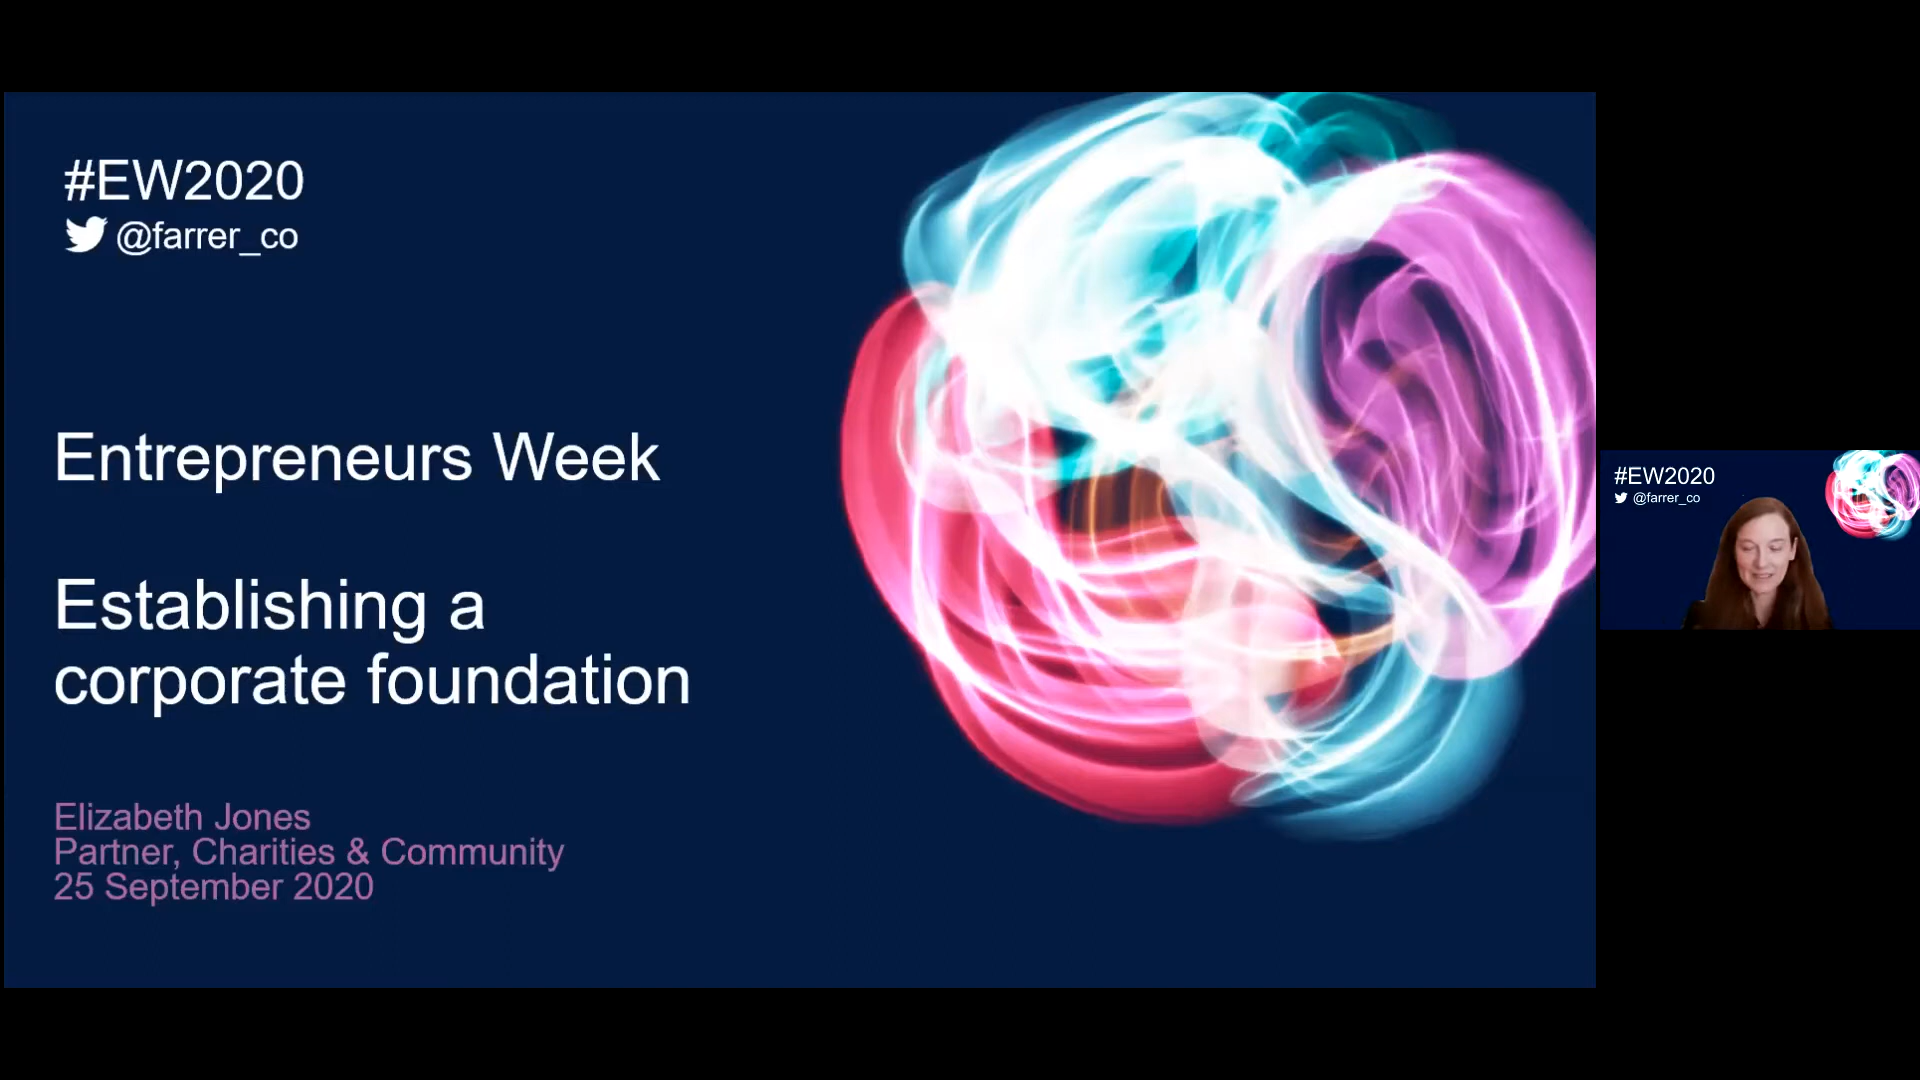 #EW2020
@farrer_co
Entrepreneurs Week
Establishing a
corporate foundation
Elizabeth Jones
Partner, Charities & Community
25 September 2020
#EW2020
@farrer_co